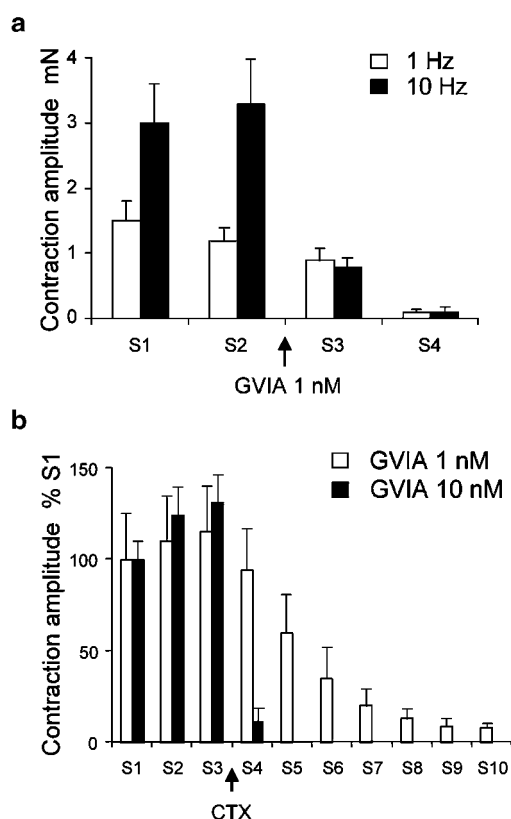 a
Contraction amplitude mN
4
3
2
1
0
1 Hz
10 Hz
S1 S2 S3 S4
GVIA 1 nM
b
Contraction amplitude % S1
150
100
50
0
GVIA 1 nM
GVIA 10 nM
S1 S2 S3 S4 S5 S6 S7 S8 S9 S10
CTX